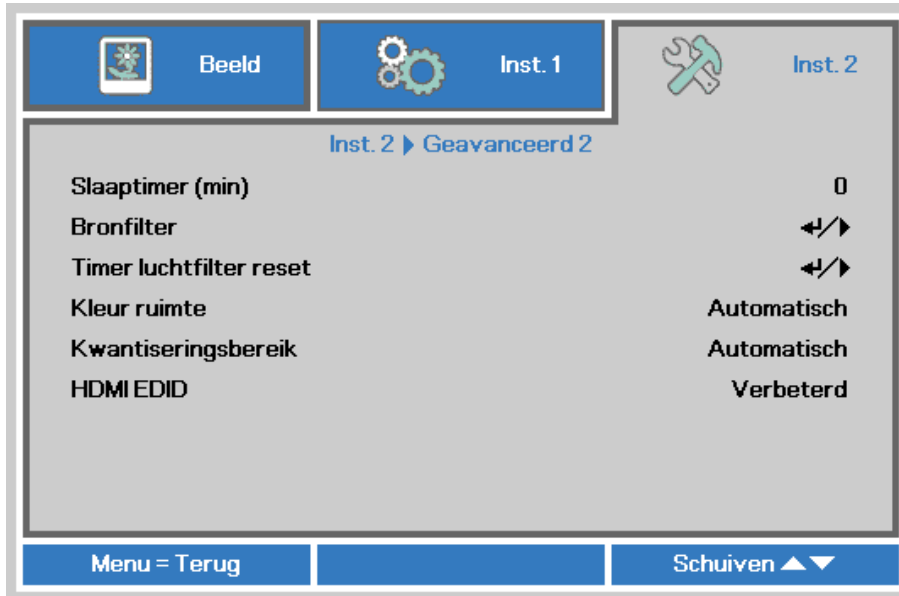 Beeld Inst. 1 Inst. 2
Inst. 2 ▶ Geavanceerd 2
Slaaptimer (min) 0
Bronfilter ↵/▶
Timer luchtfilter reset ↵/▶
Kleur ruimte Automatisch
Kwantiseringsbereik Automatisch
HDMI EDID Verbeterd
Menu = Terug Schuiven ▲▼